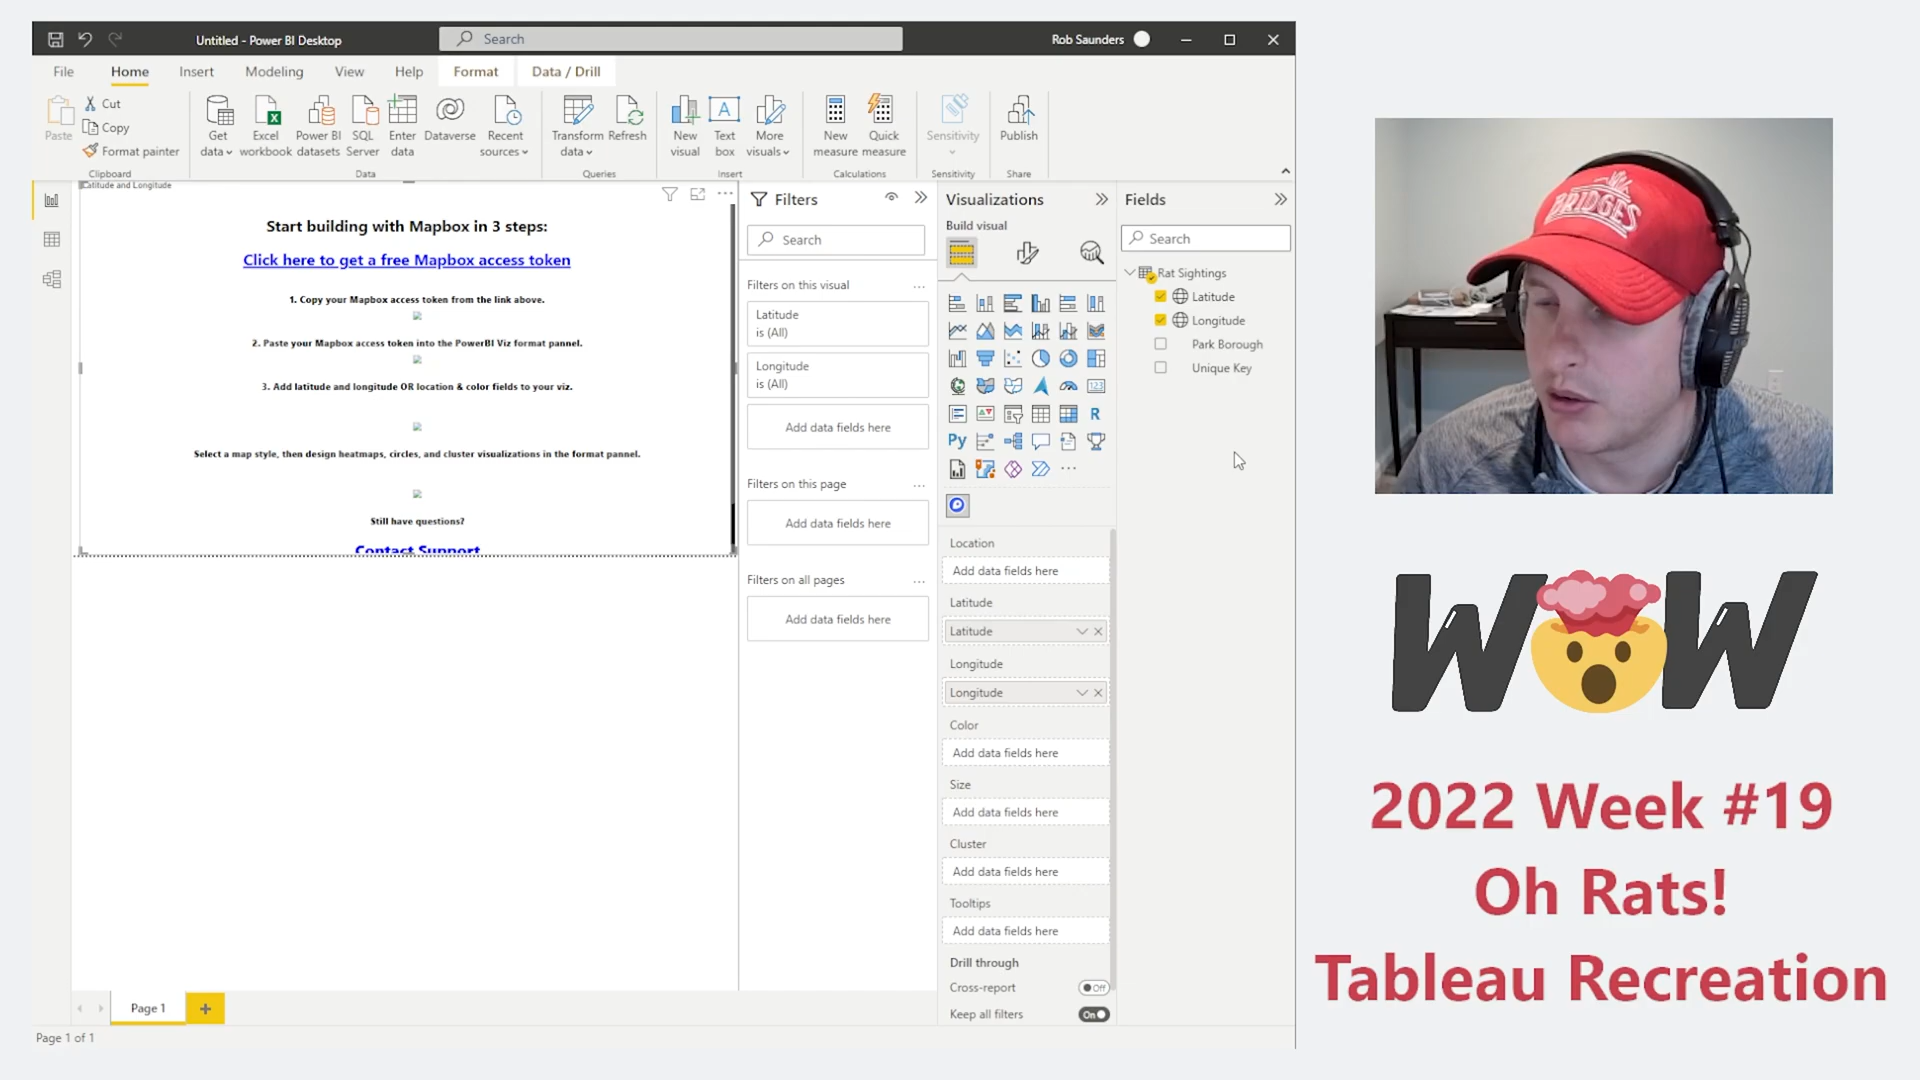 Untitled - Power BI Desktop
Search
Rob Saunders
File
Home
Insert
Modeling
View
Help
Format
Data / Drill
Paste
Cut
Copy
Format painter
Clipboard
Get data
Excel workbook
Power BI datasets
SQL Server
Enter data
Dataverse
Recent sources
Data
Transform data
Refresh
Queries
New visual
Text box
More visuals
Insert
New measure
Quick measure
Calculations
Sensitivity
Sensitivity
Publish
Share
Latitude and Longitude
Start building with Mapbox in 3 steps:
Click here to get a free Mapbox access token
1. Copy your Mapbox access token from the link above.
2. Paste your Mapbox access token into the PowerBI Viz format pannel.
3. Add latitude and longitude OR location & color fields to your viz.
Select a map style, then design heatmaps, circles, and cluster visualizations in the format pannel.
Still have questions?
Contact Support
Filters
Search
Filters on this visual
Latitude
is (All)
Longitude
is (All)
Add data fields here
Filters on this page
Add data fields here
Filters on all pages
Add data fields here
Visualizations
Build visual
R
Py
123
Location
Add data fields here
Latitude
Latitude
Longitude
Longitude
Color
Add data fields here
Size
Add data fields here
Cluster
Add data fields here
Tooltips
Add data fields here
Drill through
Cross-report
Off
Keep all filters
On
Fields
Search
Rat Sightings
Latitude
Longitude
Park Borough
Unique Key
Page 1
Page 1 of 1
BRIDGES
WOW
2022 Week #19
Oh Rats!
Tableau Recreation